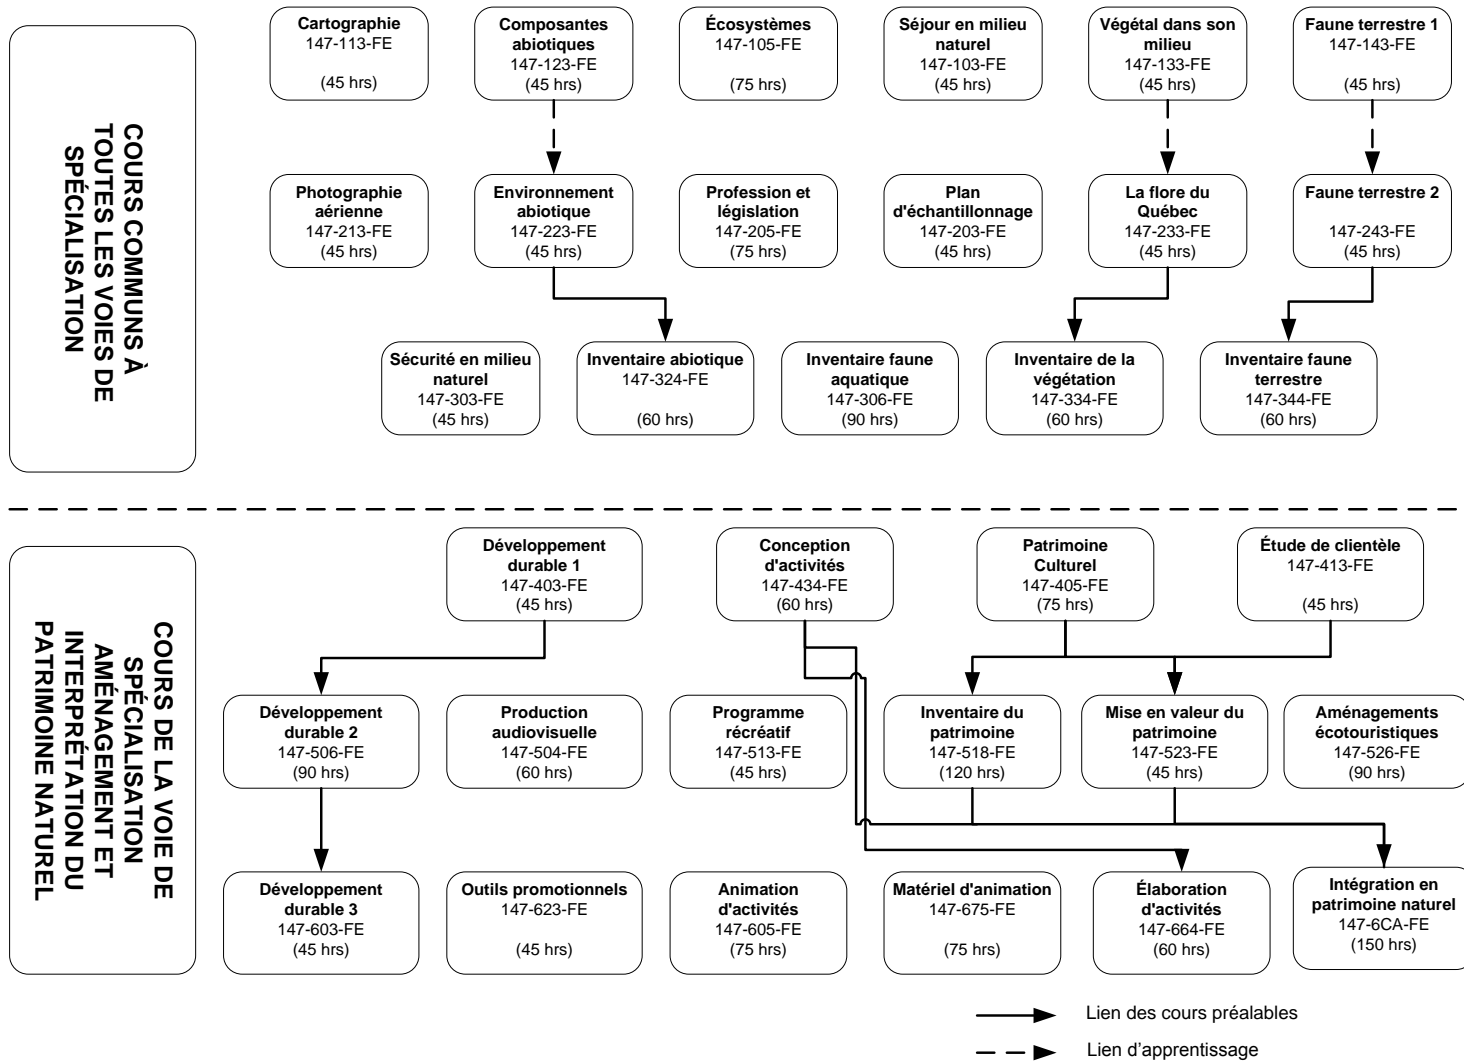 COURS COMMUNS À
TOUTES LES VOIES DE
SPÉCIALISATION
Cartographie
147-113-FE
(45 hrs)
Composantes
abiotiques
147-123-FE
(45 hrs)
Écosystèmes
147-105-FE
(75 hrs)
Séjour en milieu
naturel
147-103-FE
(45 hrs)
Végétal dans son
milieu
147-133-FE
(45 hrs)
Faune terrestre 1
147-143-FE
(45 hrs)
Photographie
aérienne
147-213-FE
(45 hrs)
Environnement
abiotique
147-223-FE
(45 hrs)
Profession et
législation
147-205-FE
(75 hrs)
Plan
d'échantillonnage
147-203-FE
(45 hrs)
La flore du
Québec
147-233-FE
(45 hrs)
Faune terrestre 2
147-243-FE
(45 hrs)
Sécurité en milieu
naturel
147-303-FE
(45 hrs)
Inventaire abiotique
147-324-FE
(60 hrs)
Inventaire faune
aquatique
147-306-FE
(90 hrs)
Inventaire de la
végétation
147-334-FE
(60 hrs)
Inventaire faune
terrestre
147-344-FE
(60 hrs)
COURS DE LA VOIE DE
SPÉCIALISATION
AMÉNAGEMENT ET
INTERPRÉTATION DU
PATRIMOINE NATUREL
Développement
durable 1
147-403-FE
(45 hrs)
Conception
d'activités
147-434-FE
(60 hrs)
Patrimoine
Culturel
147-405-FE
(75 hrs)
Étude de clientèle
147-413-FE
(45 hrs)
Développement
durable 2
147-506-FE
(90 hrs)
Production
audiovisuelle
147-504-FE
(60 hrs)
Programme
récréatif
147-513-FE
(45 hrs)
Inventaire du
patrimoine
147-518-FE
(120 hrs)
Mise en valeur du
patrimoine
147-523-FE
(45 hrs)
Aménagements
écotouristiques
147-526-FE
(90 hrs)
Développement
durable 3
147-603-FE
(45 hrs)
Outils promotionnels
147-623-FE
(45 hrs)
Animation
d'activités
147-605-FE
(75 hrs)
Matériel d'animation
147-675-FE
(75 hrs)
Élaboration
d'activités
147-664-FE
(60 hrs)
Intégration en
patrimoine naturel
147-6CA-FE
(150 hrs)
Lien des cours préalables
Lien d'apprentissage